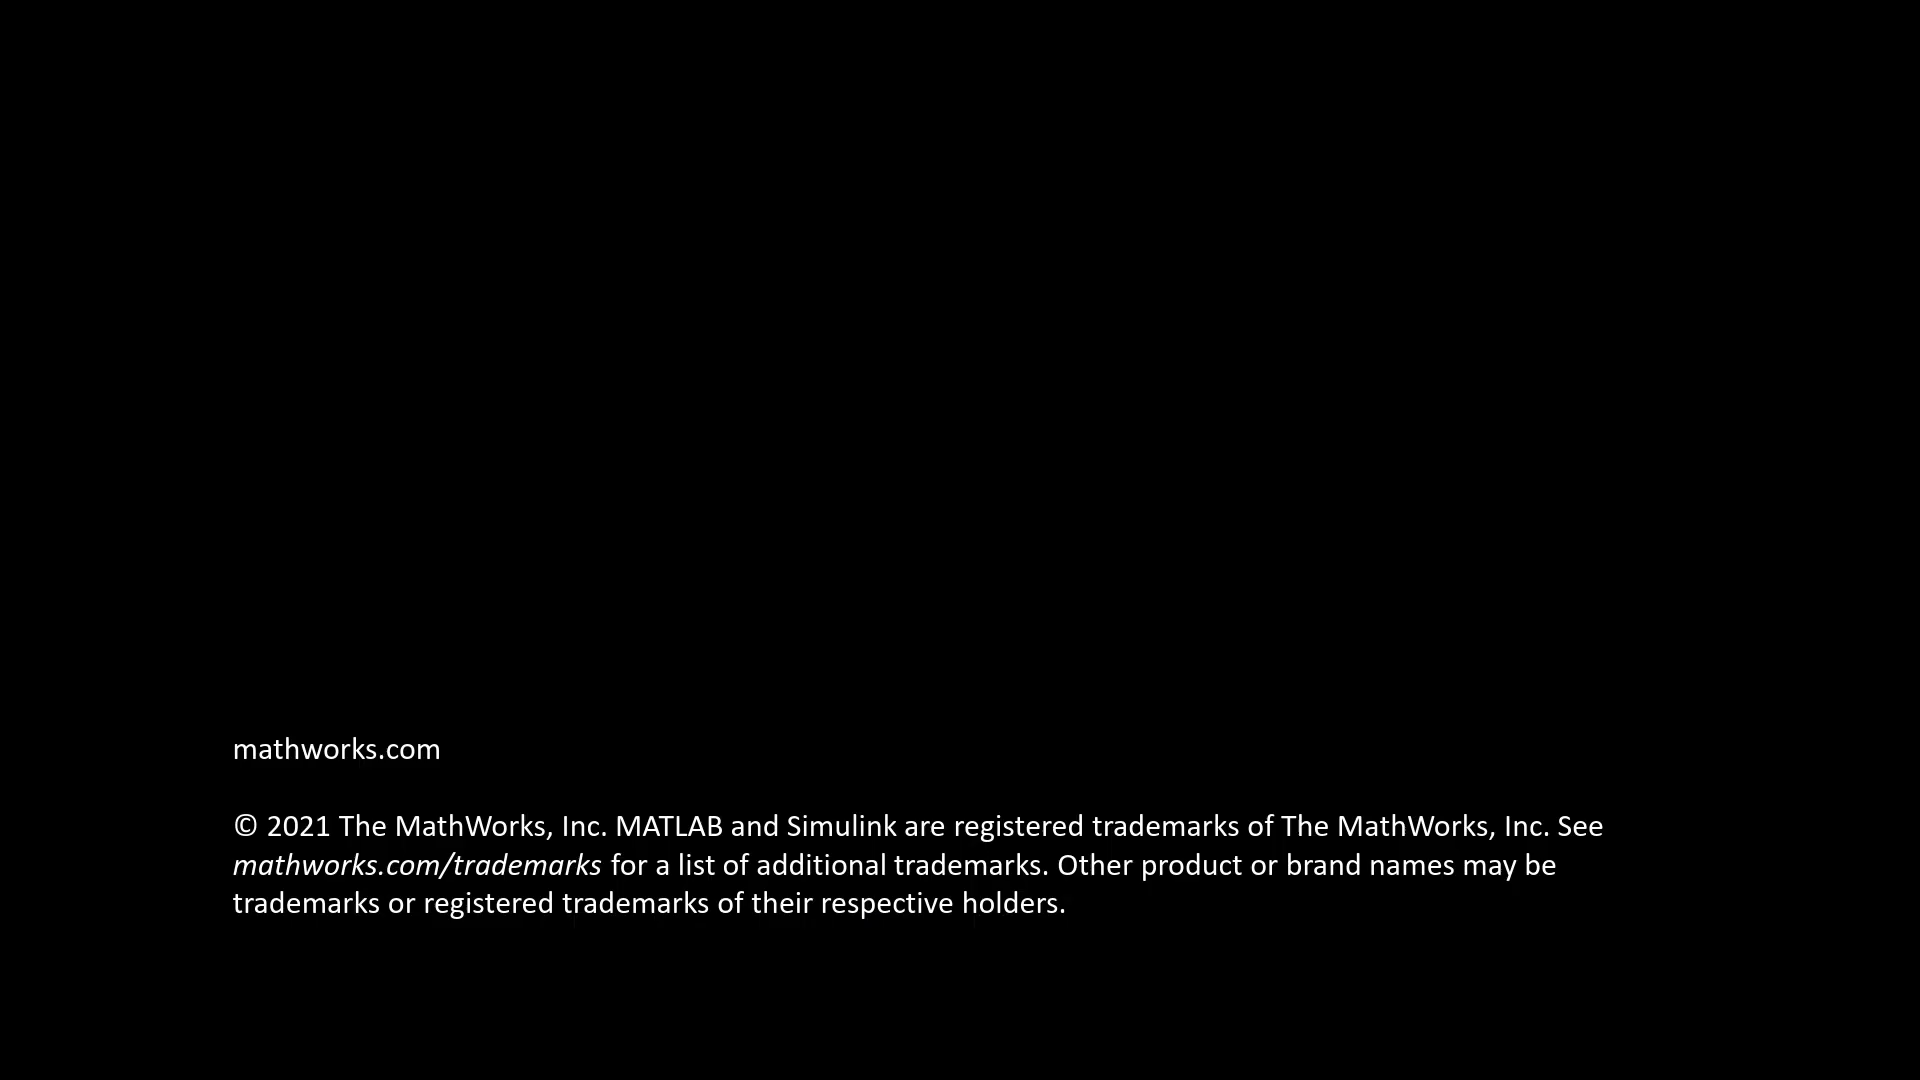 mathworks.com
© 2021 The MathWorks, Inc. MATLAB and Simulink are registered trademarks of The MathWorks, Inc. See
mathworks.com/trademarks for a list of additional trademarks. Other product or brand names may be
trademarks or registered trademarks of their respective holders.